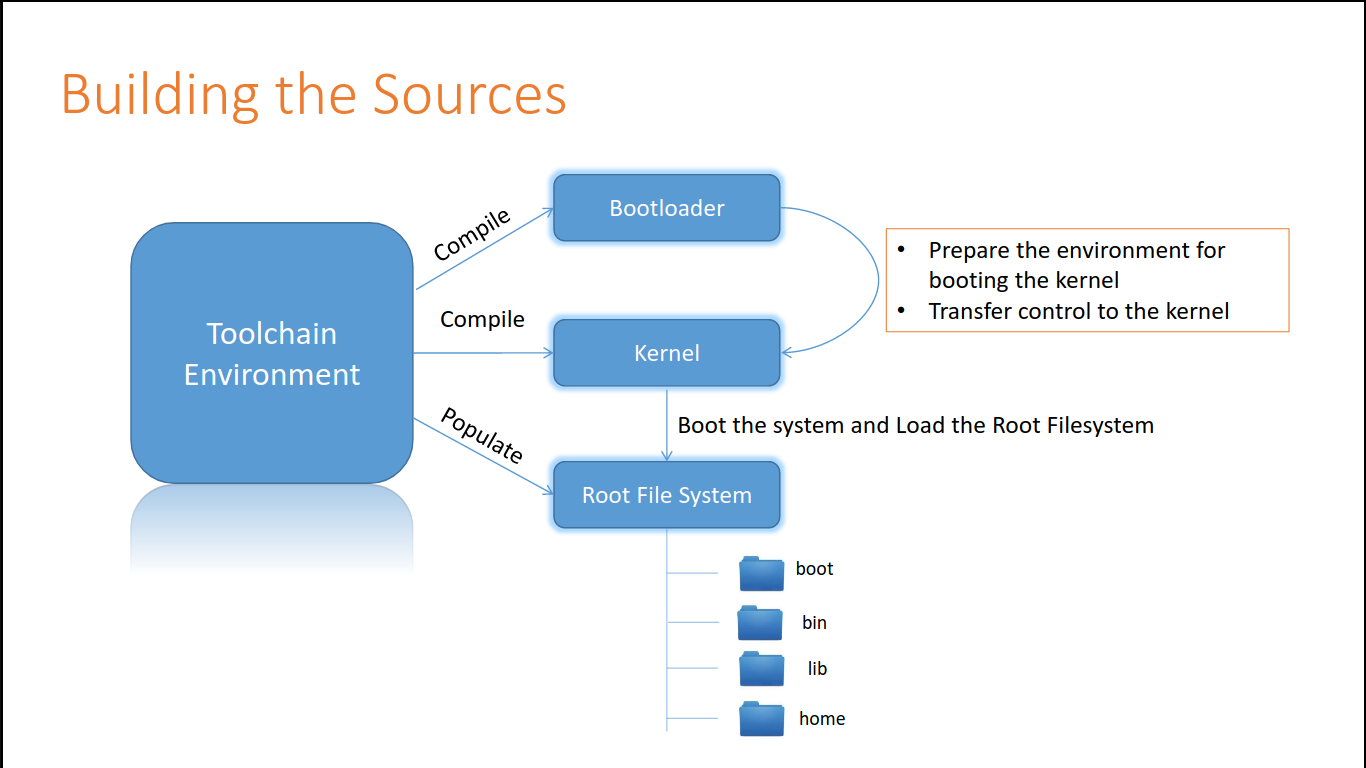 Building the Sources
Bootloader
Compile
Prepare the environment for
booting the kernel
Transfer control to the kernel
Compile
Toolchain
Environment
Kernel
Populate
Boot the system and Load the Root Filesystem
Root File System
boot
bin
lib
home